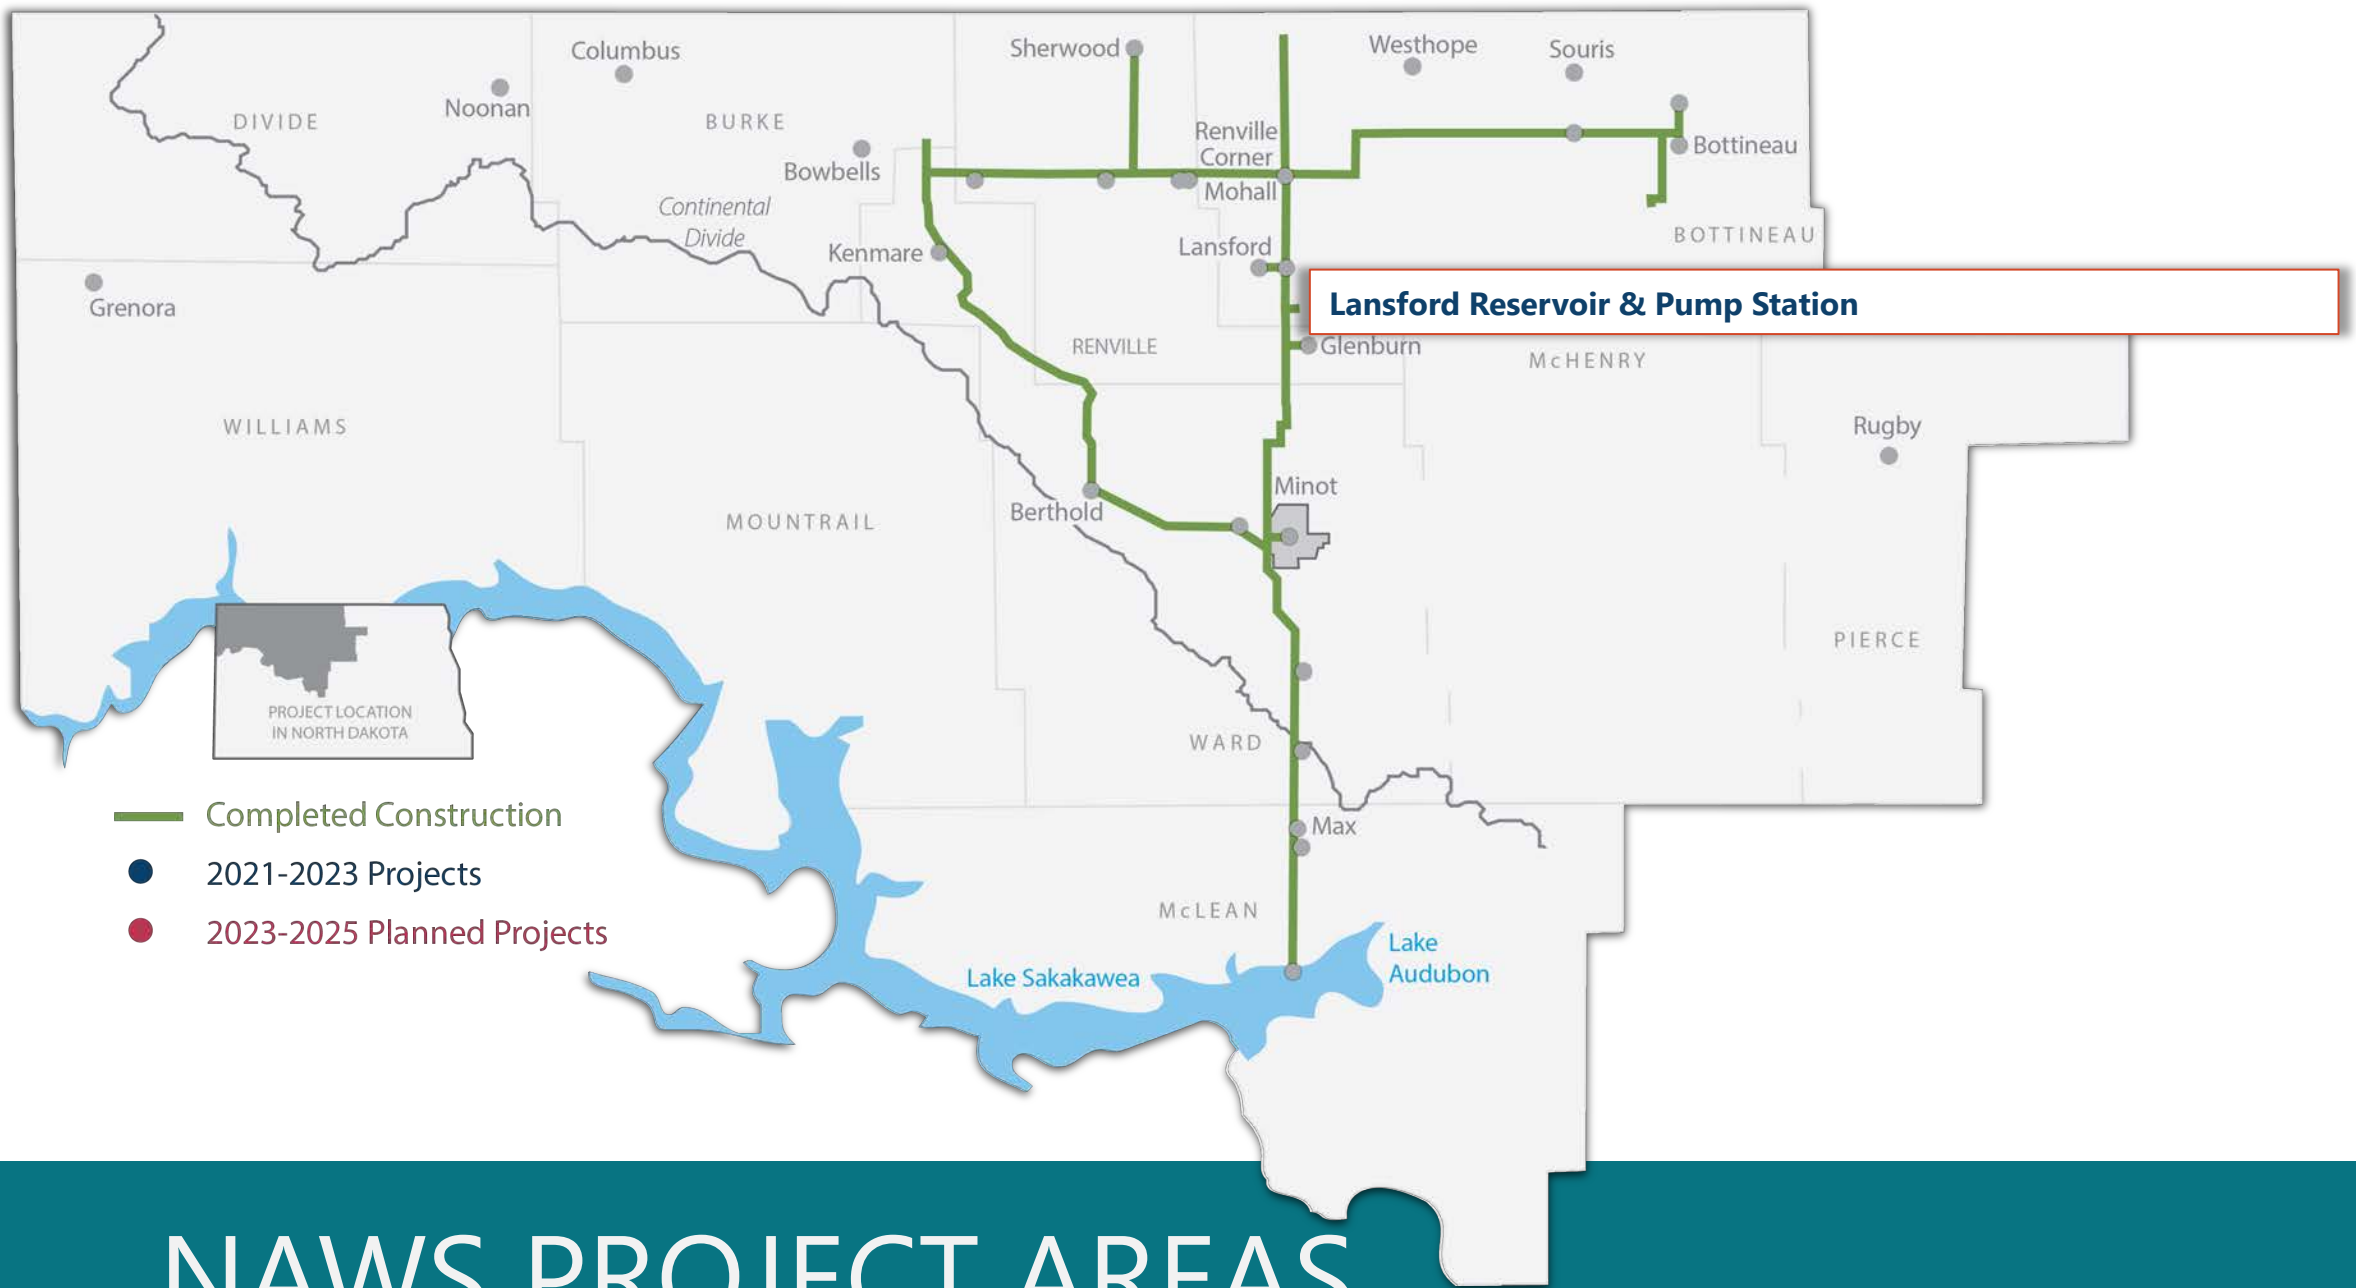 Columbus
Sherwood
Westhope
Souris
Noonan
DIVIDE
BURKE
Renville
Corner
Bottineau
Bowbells
Mohall
Continental
Divide
Kenmare
Lansford
BOTTINEAU
Grenora
Lansford Reservoir & Pump Station
RENVILLE
Glenburn
McHENRY
WILLIAMS
Rugby
Minot
MOUNTRAIL
Berthold
PIERCE
PROJECT LOCATION
IN NORTH DAKOTA
WARD
Completed Construction
Max
2021-2023 Projects
McLEAN
2023-2025 Planned Projects
Lake
Audubon
Lake Sakakawea
NAWS PROJECT AREAS